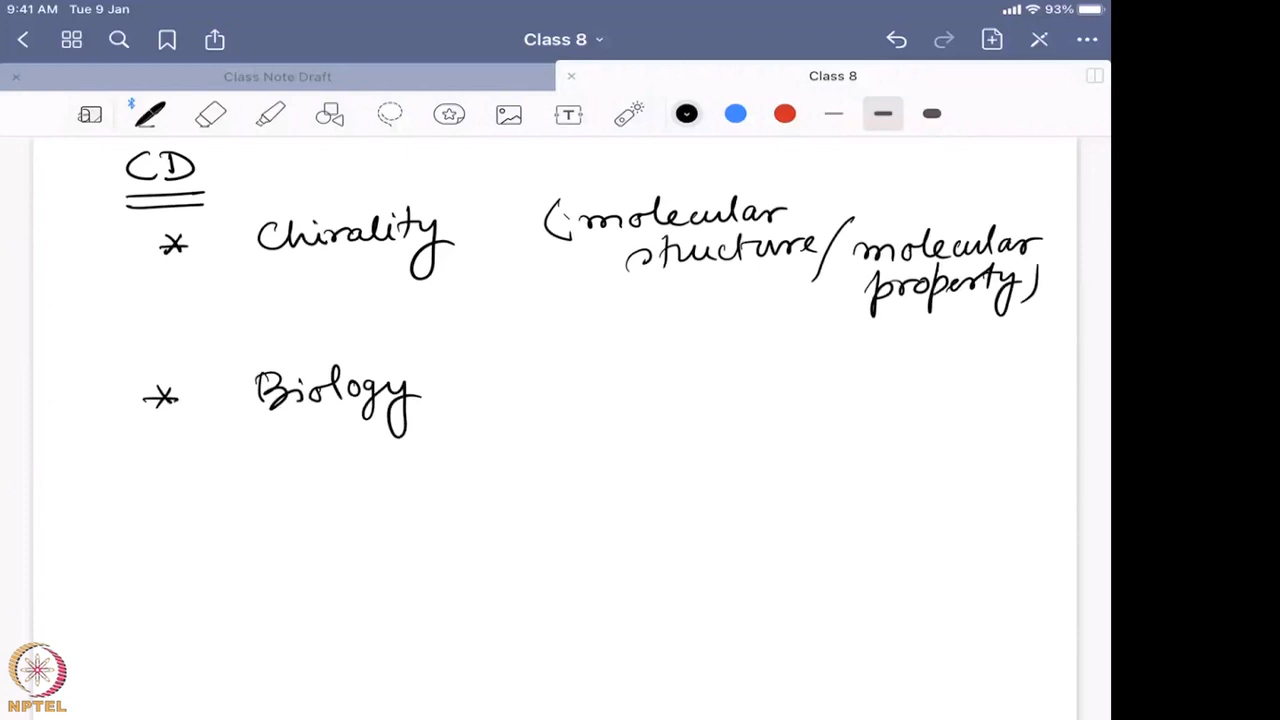 9:41 AM Tue 9 Jan 93%
Class 8
Class Note Draft Class 8
CD
* Chirality (molecular
structure/molecular
property)
* Biology
NPTEL